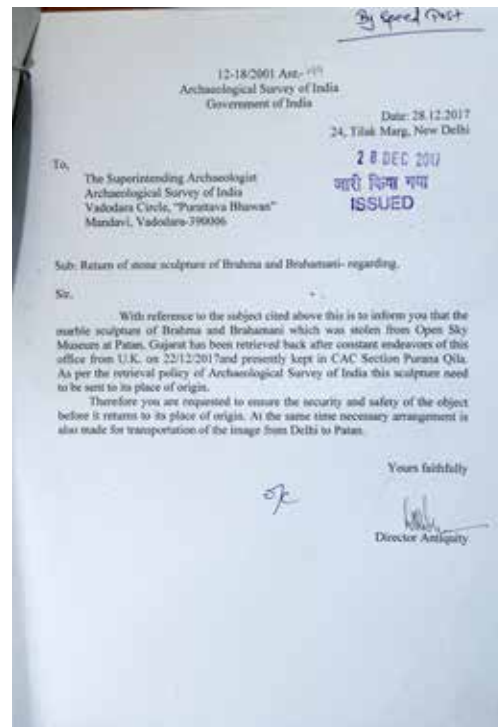 By Speed Post
12-18/2001 Ant.-
Archaeological Survey of India
Government of India
Date: 28.12.2017
24, Tilak Marg, New Delhi
28 DEC 2017
जारी किया गया
ISSUED
To,
The Superintending Archaeologist
Archaeological Survey of India
Vadodara Circle, "Puratatva Bhawan"
Mandavi, Vadodara-390006
Sub: Return of stone sculpture of Brahma and Brahamani- regarding.
Sir,
With reference to the subject cited above this is to inform you that the
marble sculpture of Brahma and Brahamani which was stolen from Open Sky
Museum at Patan, Gujarat has been retrieved back after constant endeavors of this
office from U.K. on 22/12/2017and presently kept in CAC Section Purana Qila.
As per the retrieval policy of Archaeological Survey of India this sculpture need
to be sent to its place of origin.
Therefore you are requested to ensure the security and safety of the object
before it returns to its place of origin. At the same time necessary arrangement is
also made for transportation of the image from Delhi to Patan.
Yours faithfully
Director Antiquity